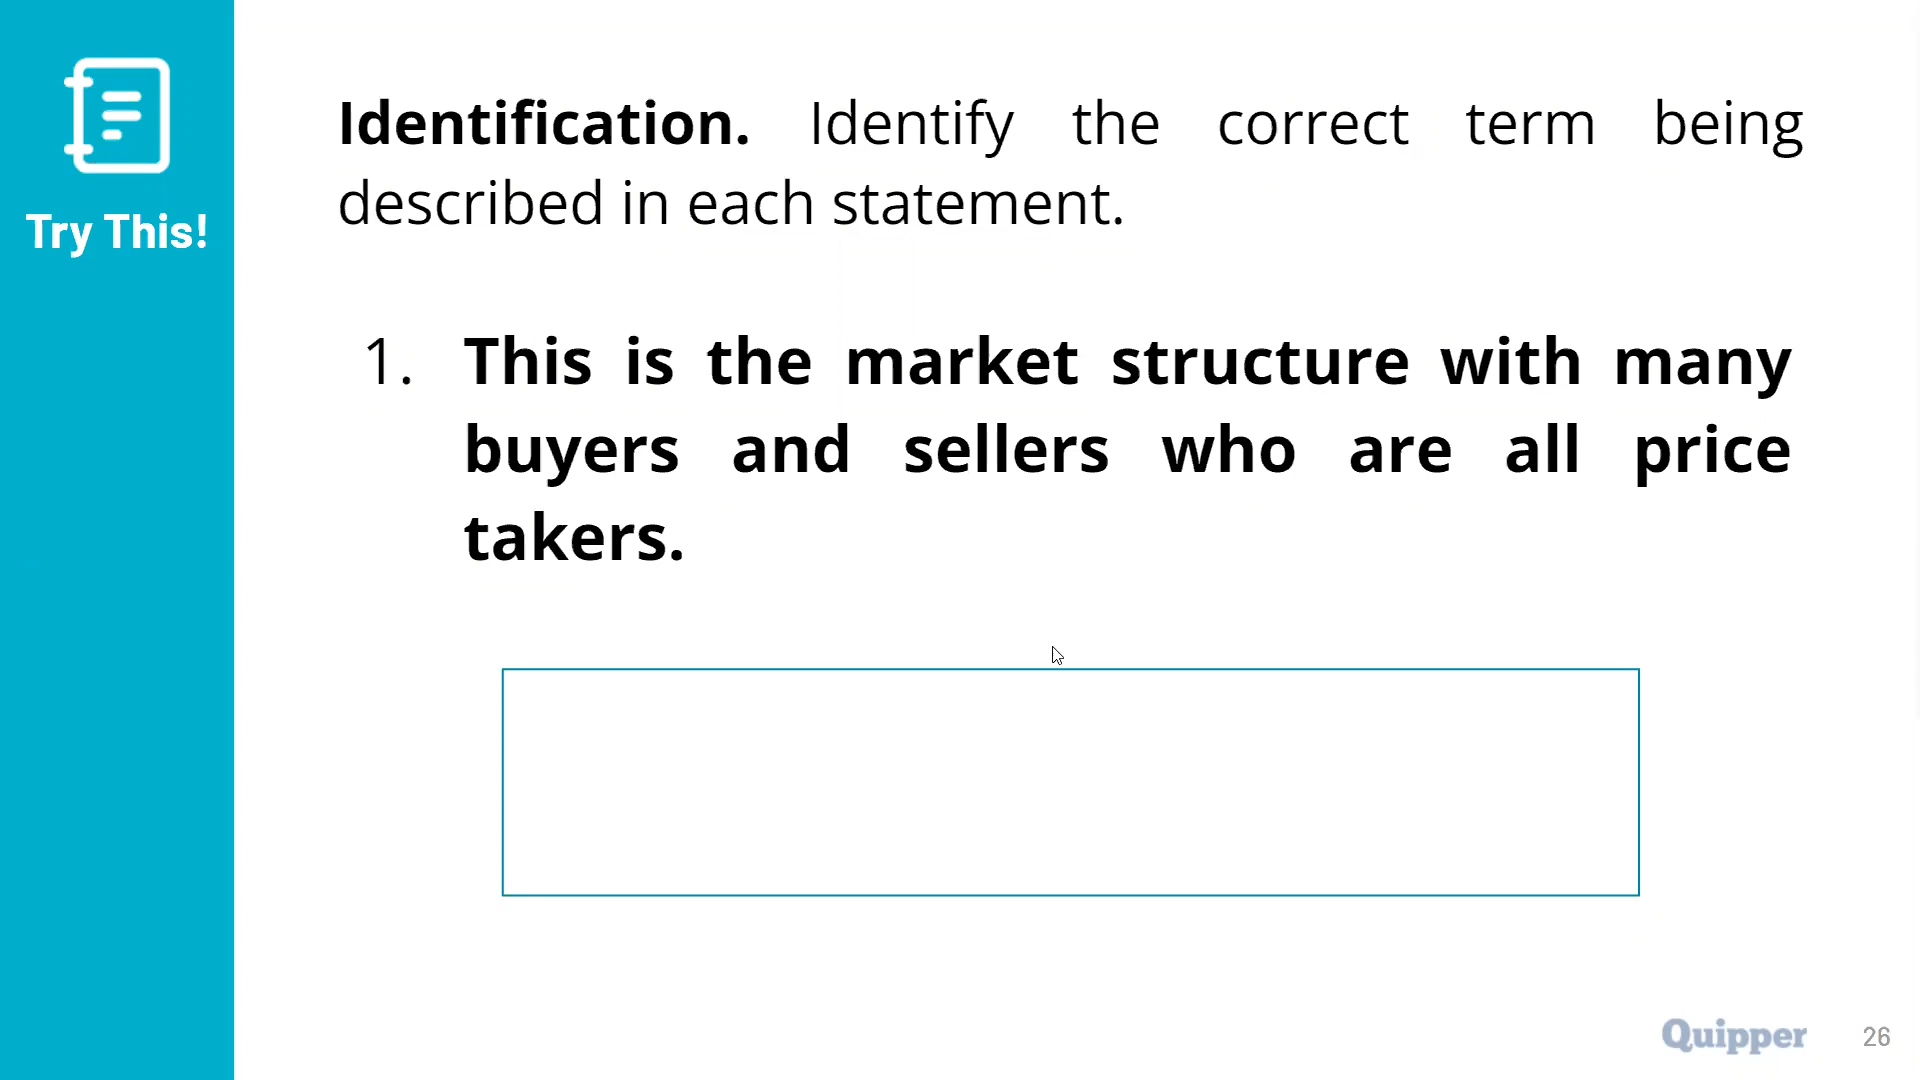 Try This!
Identification. Identify the correct term being
described in each statement.
1. This is the market structure with many
buyers and sellers who are all price
takers.
Quipper
26